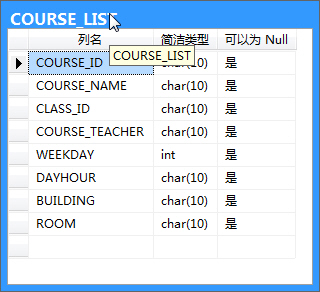 COURSE_LIST
列名 简洁类型 可以为 Null
COURSE_ID char(10) 是
COURSE_LIST
COURSE_NAME char(10) 是
CLASS_ID char(10) 是
COURSE_TEACHER char(10) 是
WEEKDAY int 是
DAYHOUR char(10) 是
BUILDING char(10) 是
ROOM char(10) 是